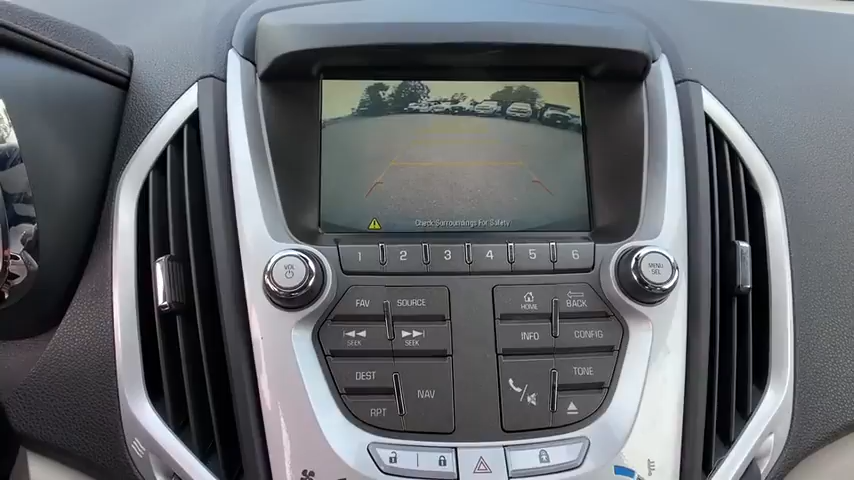 Check Surroundings For Safety
1 2 3 4 5 6
VOL
MENU
SEL
FAV SOURCE
HOME BACK
SEEK SEEK
INFO CONFIG
DEST NAV
TONE
RPT